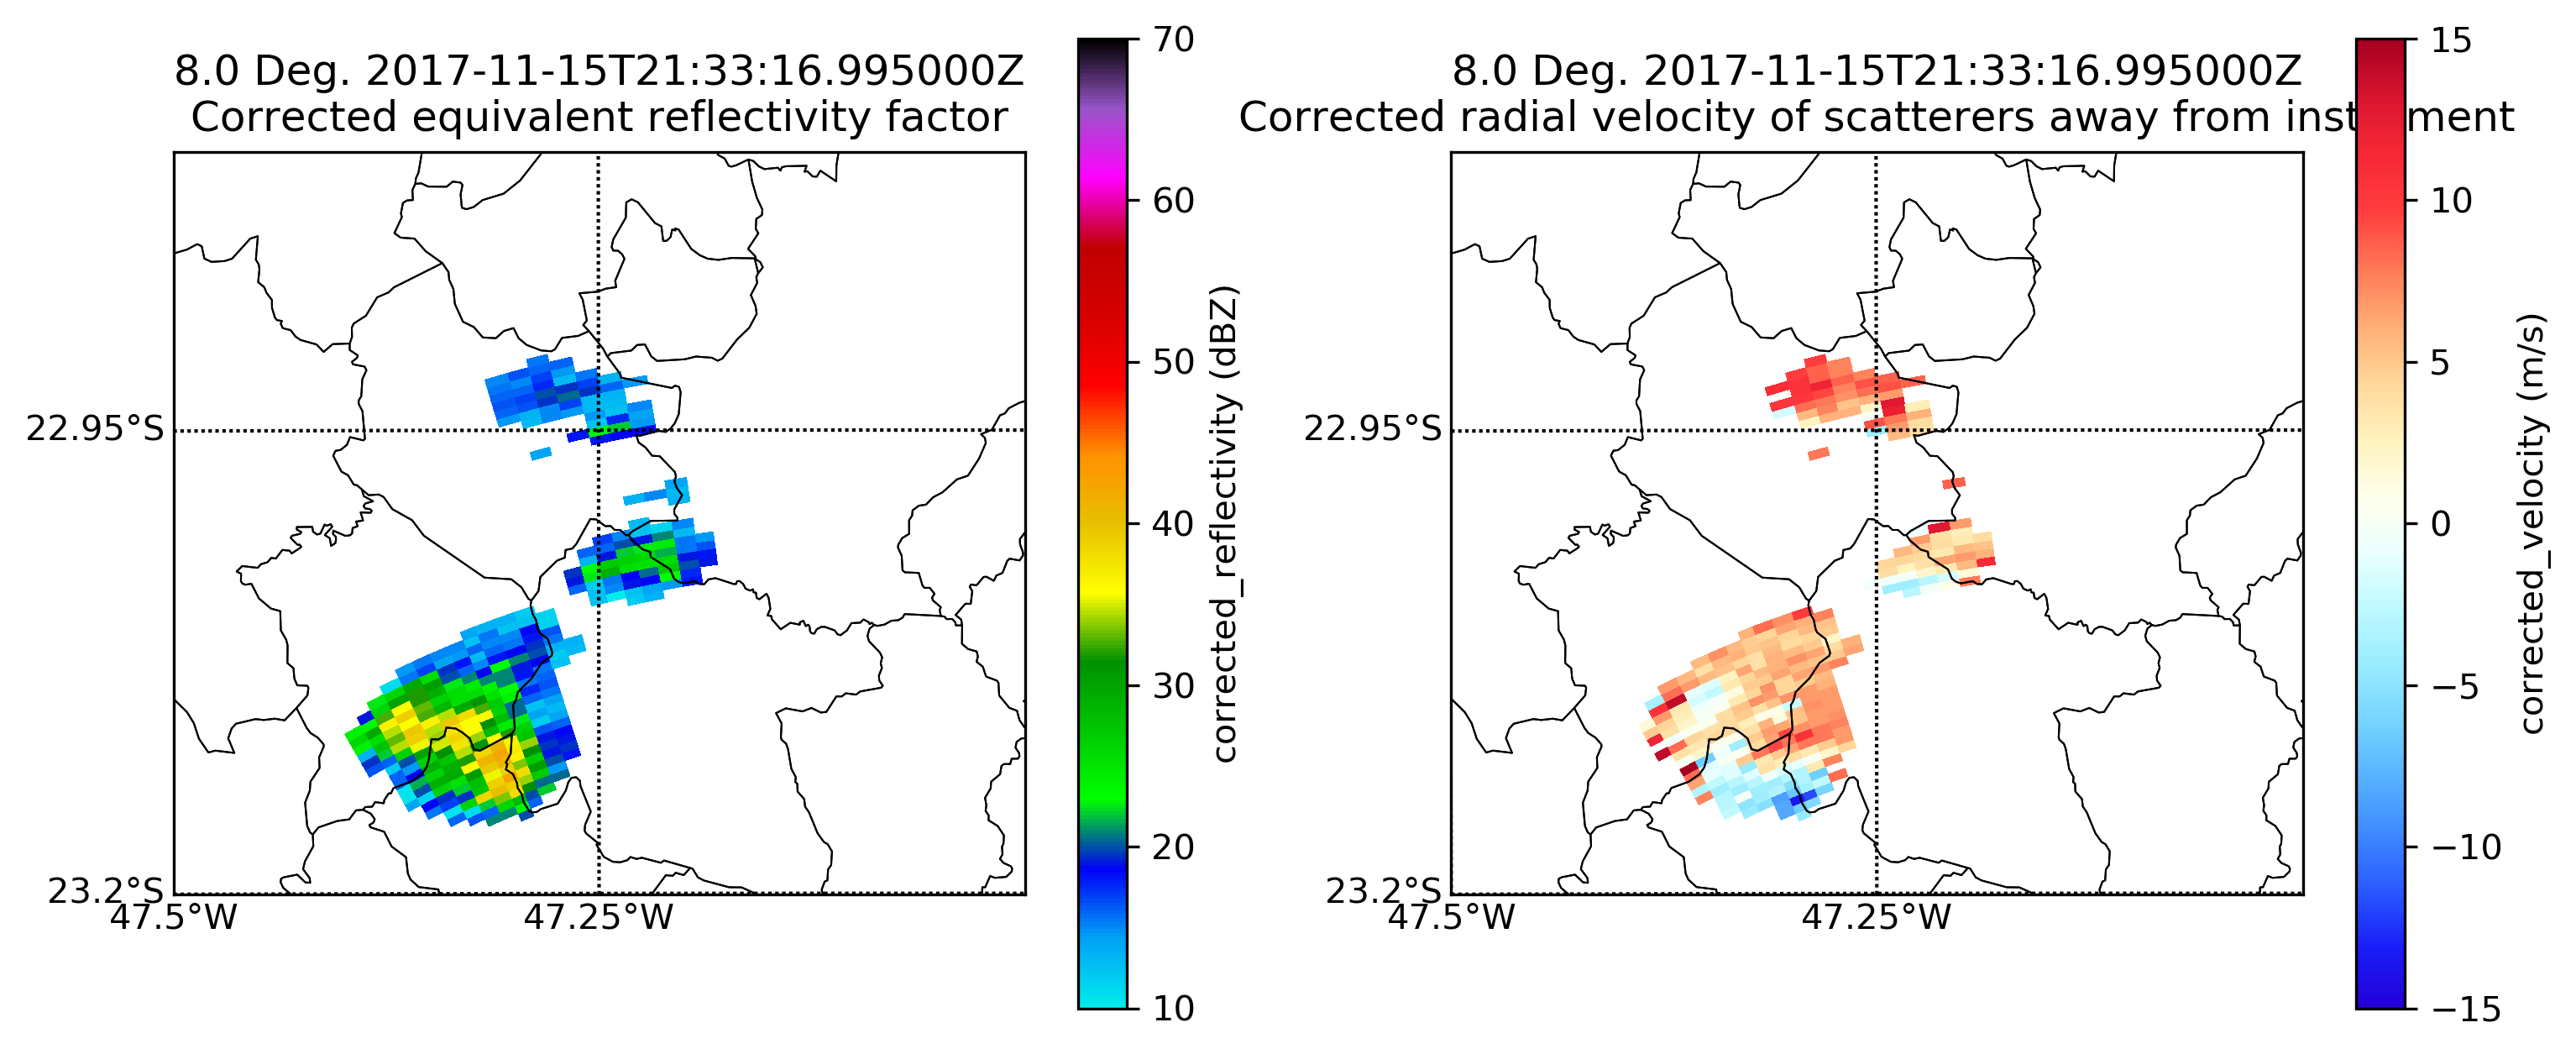 8.0 Deg. 2017-11-15T21:33:16.995000Z
Corrected equivalent reflectivity factor
22.95°S
23.2°S
47.5°W
47.25°W
70
60
50
40
30
20
10
corrected_reflectivity (dBZ)
8.0 Deg. 2017-11-15T21:33:16.995000Z
Corrected radial velocity of scatterers away from inst ment
22.95°S
23.2°S
47.5°W
47.25°W
15
10
5
0
−5
−10
−15
corrected_velocity (m/s)